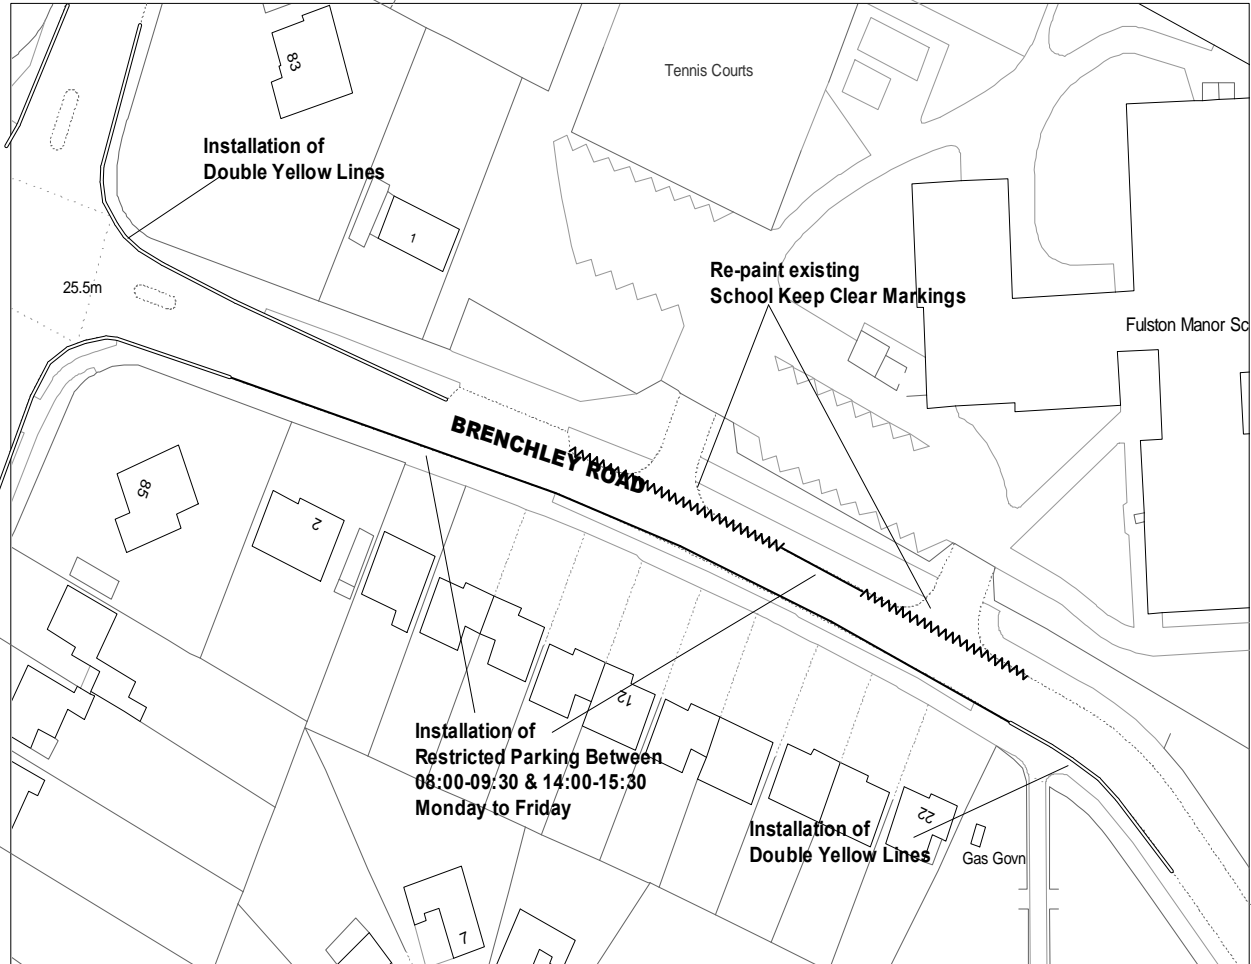 83
Tennis Courts
Installation of
Double Yellow Lines
1
Re-paint existing
School Keep Clear Markings
25.5m
Fulston Manor Sc
BRENCHLEY ROAD
85
2
12
Installation of
Restricted Parking Between
08:00-09:30 & 14:00-15:30
Monday to Friday
22
Installation of
Double Yellow Lines
Gas Govn
7